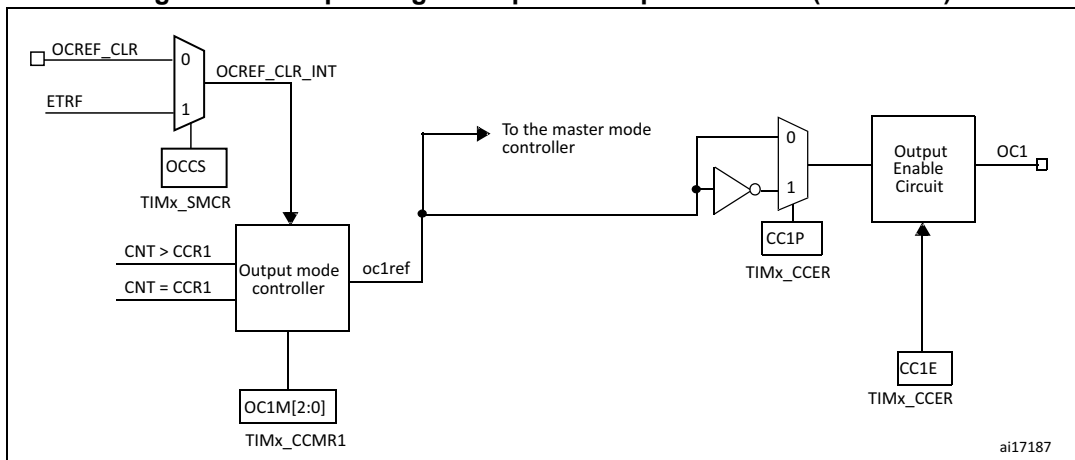 OCREF_CLR
0
OCREF_CLR_INT
ETRF
1
OCCS
TIMx_SMCR
To the master mode
controller
0
1
CC1P
TIMx_CCER
Output
Enable
Circuit
OC1
CNT > CCR1
CNT = CCR1
Output mode
controller
oc1ref
OC1M[2:0]
TIMx_CCMR1
CC1E
TIMx_CCER
ai17187